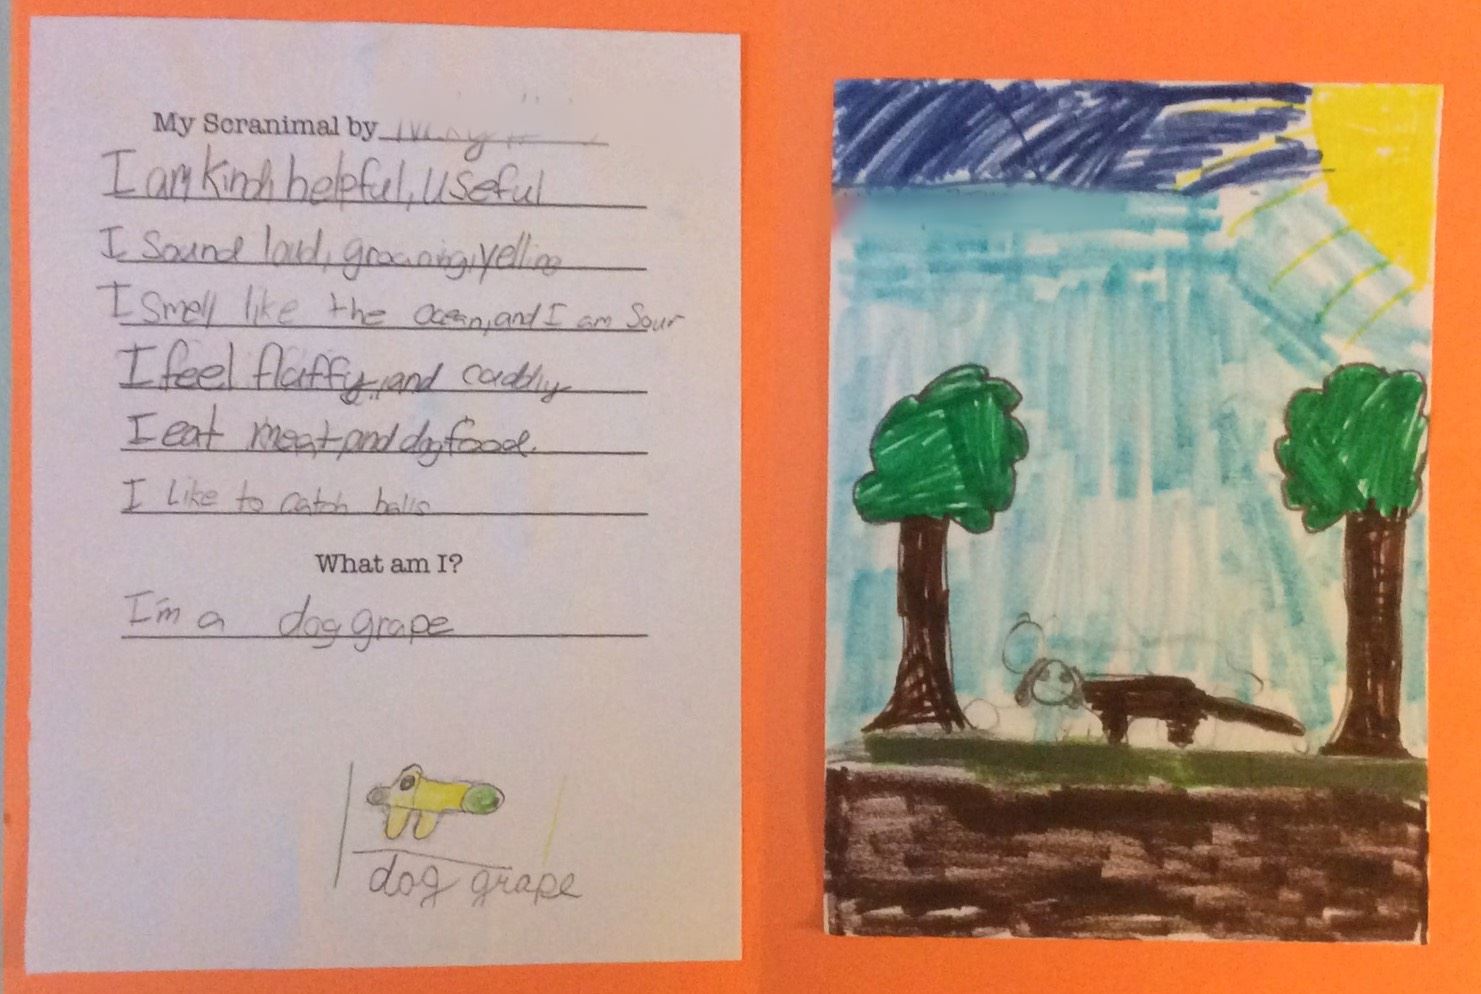 My Scranimal by
I am kind, helpful, useful
I sound loud, groaning, yelling
I smell like the ocean, and I am sour
I feel fluffy, and cuddly
I eat meat, and dog food.
I like to catch balls
What am I?
I'm a dog grape
dog grape